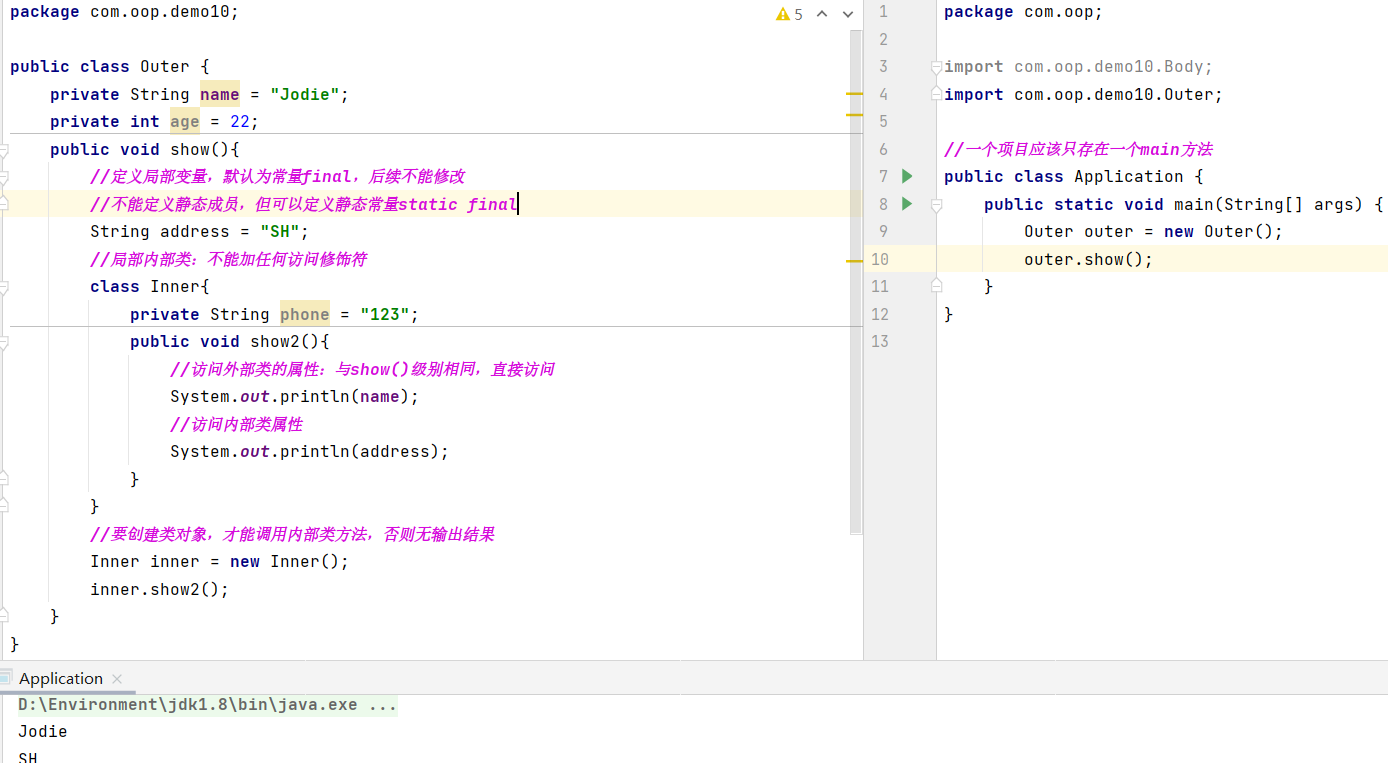 package com.oop.demo10;
5
public class Outer {
    private String name = "Jodie";
    private int age = 22;
    public void show(){
        //定义局部变量，默认为常量final，后续不能修改
        //不能定义静态成员，但可以定义静态常量static final
        String address = "SH";
        //局部内部类：不能加任何访问修饰符
        class Inner{
            private String phone = "123";
            public void show2(){
                //访问外部类的属性：与show()级别相同，直接访问
                System.out.println(name);
                //访问内部类属性
                System.out.println(address);
            }
        }
        //要创建类对象，才能调用内部类方法，否则无输出结果
        Inner inner = new Inner();
        inner.show2();
    }
}
1 package com.oop;
2
3 import com.oop.demo10.Body;
4 import com.oop.demo10.Outer;
5
6 //一个项目应该只存在一个main方法
7 public class Application {
8     public static void main(String[] args) {
9         Outer outer = new Outer();
10         outer.show();
11     }
12 }
13
Application
D:\Environment\jdk1.8\bin\java.exe ...
Jodie
SH